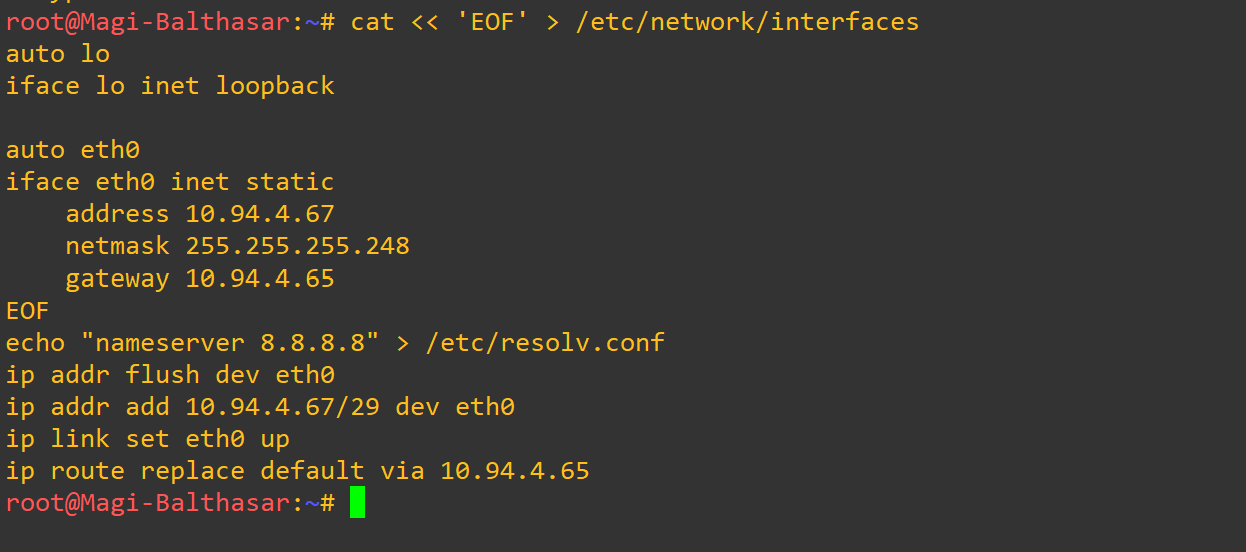 root@Magi-Balthasar:~# cat << 'EOF' > /etc/network/interfaces
auto lo
iface lo inet loopback

auto eth0
iface eth0 inet static
    address 10.94.4.67
    netmask 255.255.255.248
    gateway 10.94.4.65
EOF
echo "nameserver 8.8.8.8" > /etc/resolv.conf
ip addr flush dev eth0
ip addr add 10.94.4.67/29 dev eth0
ip link set eth0 up
ip route replace default via 10.94.4.65
root@Magi-Balthasar:~#